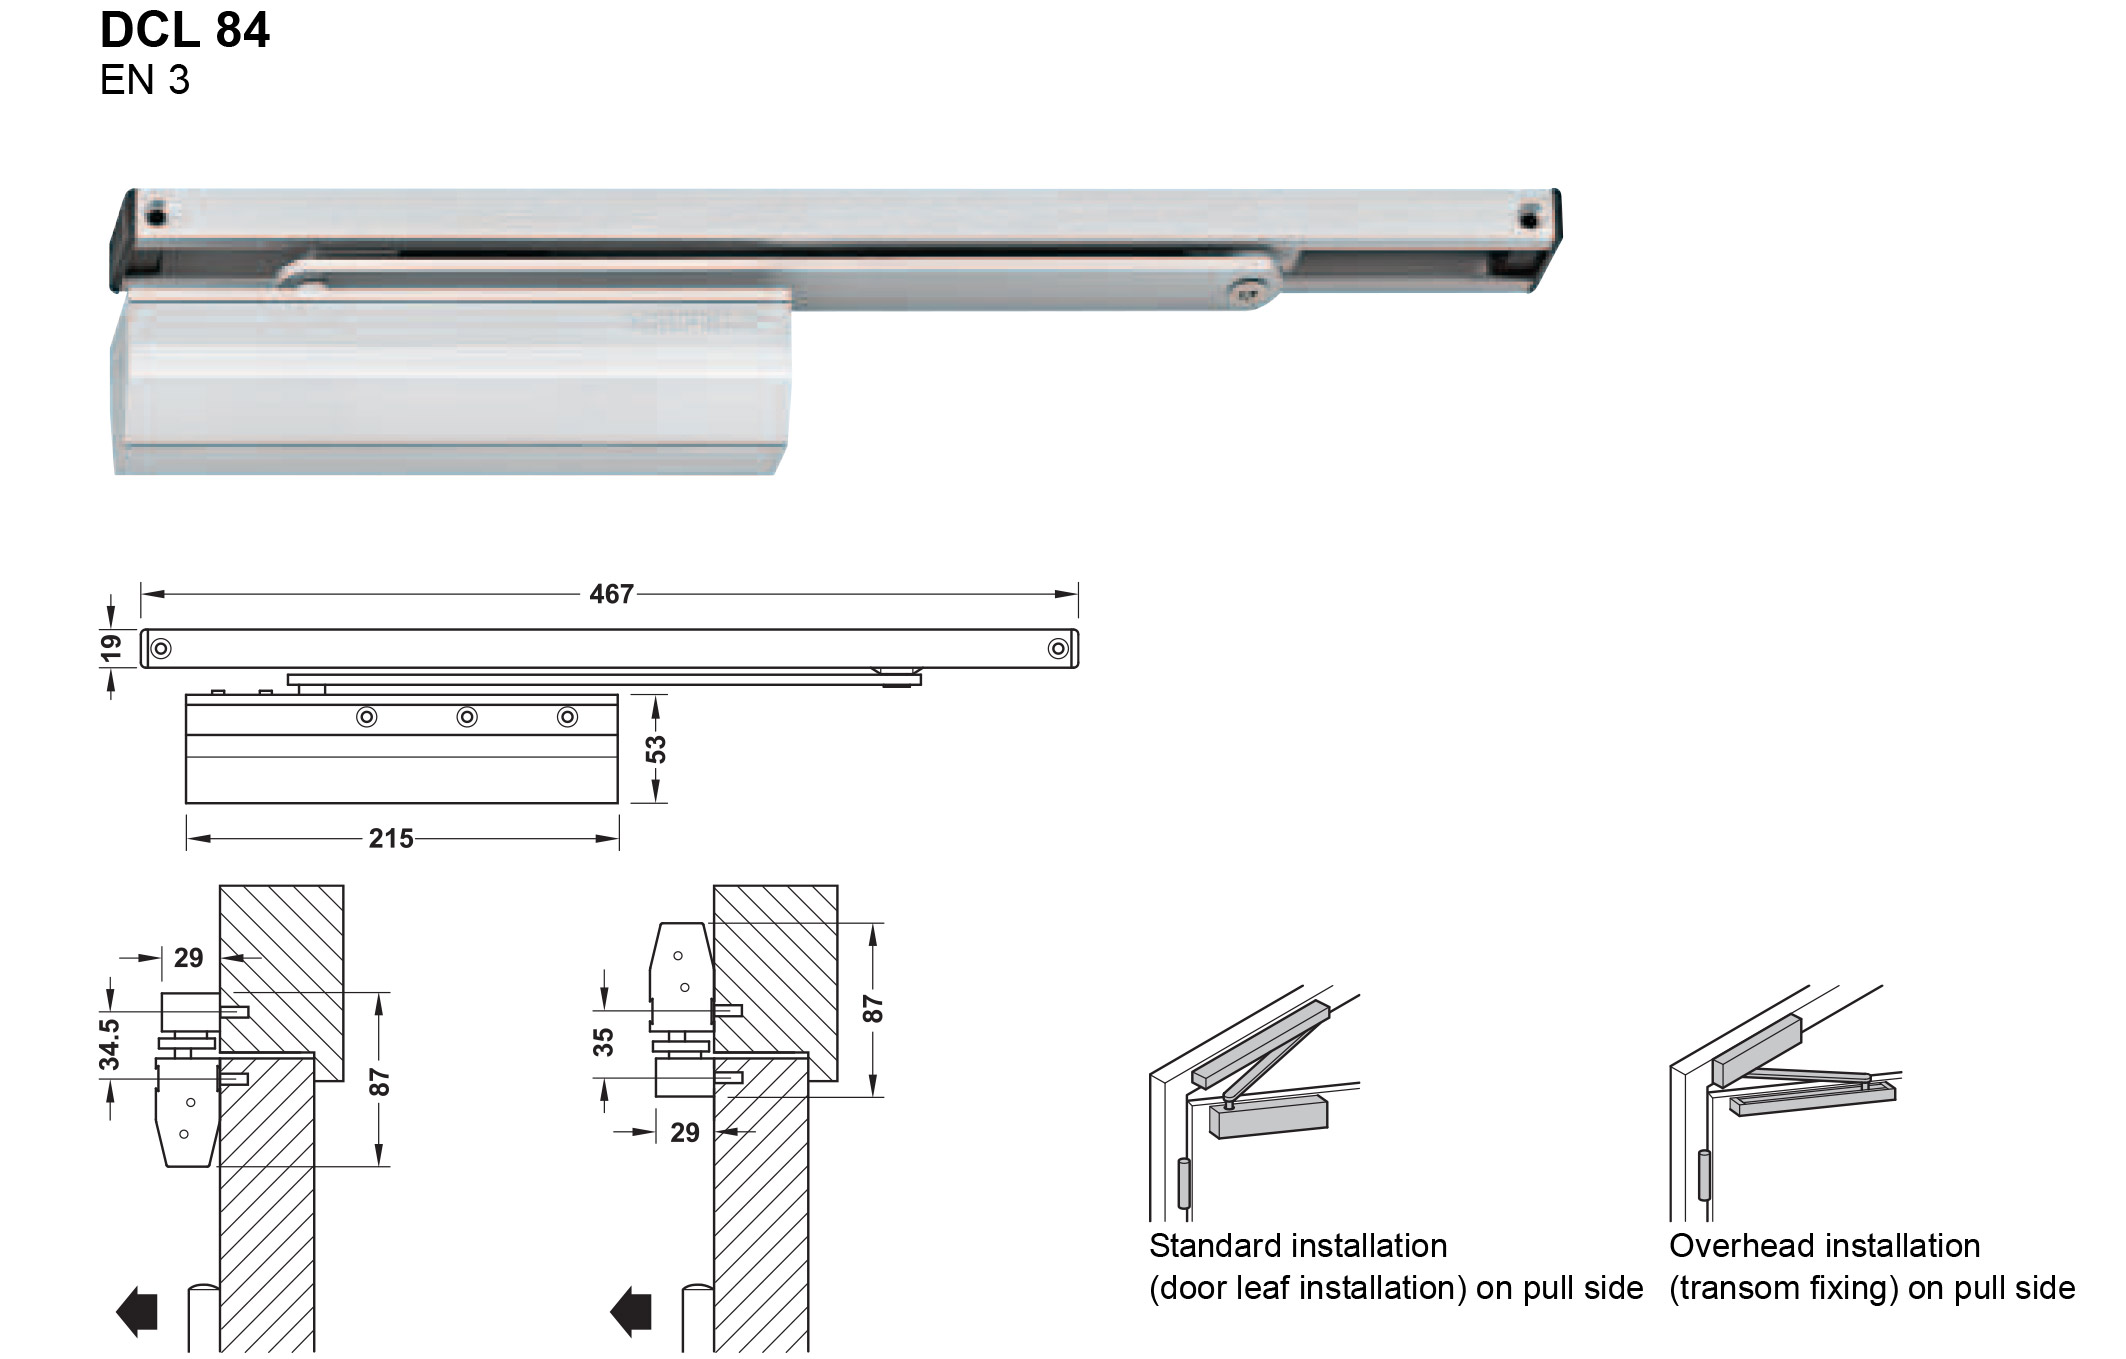 DCL 84
EN 3
467
19
53
215
29
34.5
87
35
87
29
Standard installation
(door leaf installation) on pull side
Overhead installation
(transom fixing) on pull side